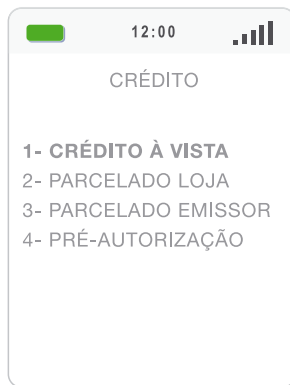 12:00
CRÉDITO
1- CRÉDITO À VISTA
2- PARCELADO LOJA
3- PARCELADO EMISSOR
4- PRÉ-AUTORIZAÇÃO